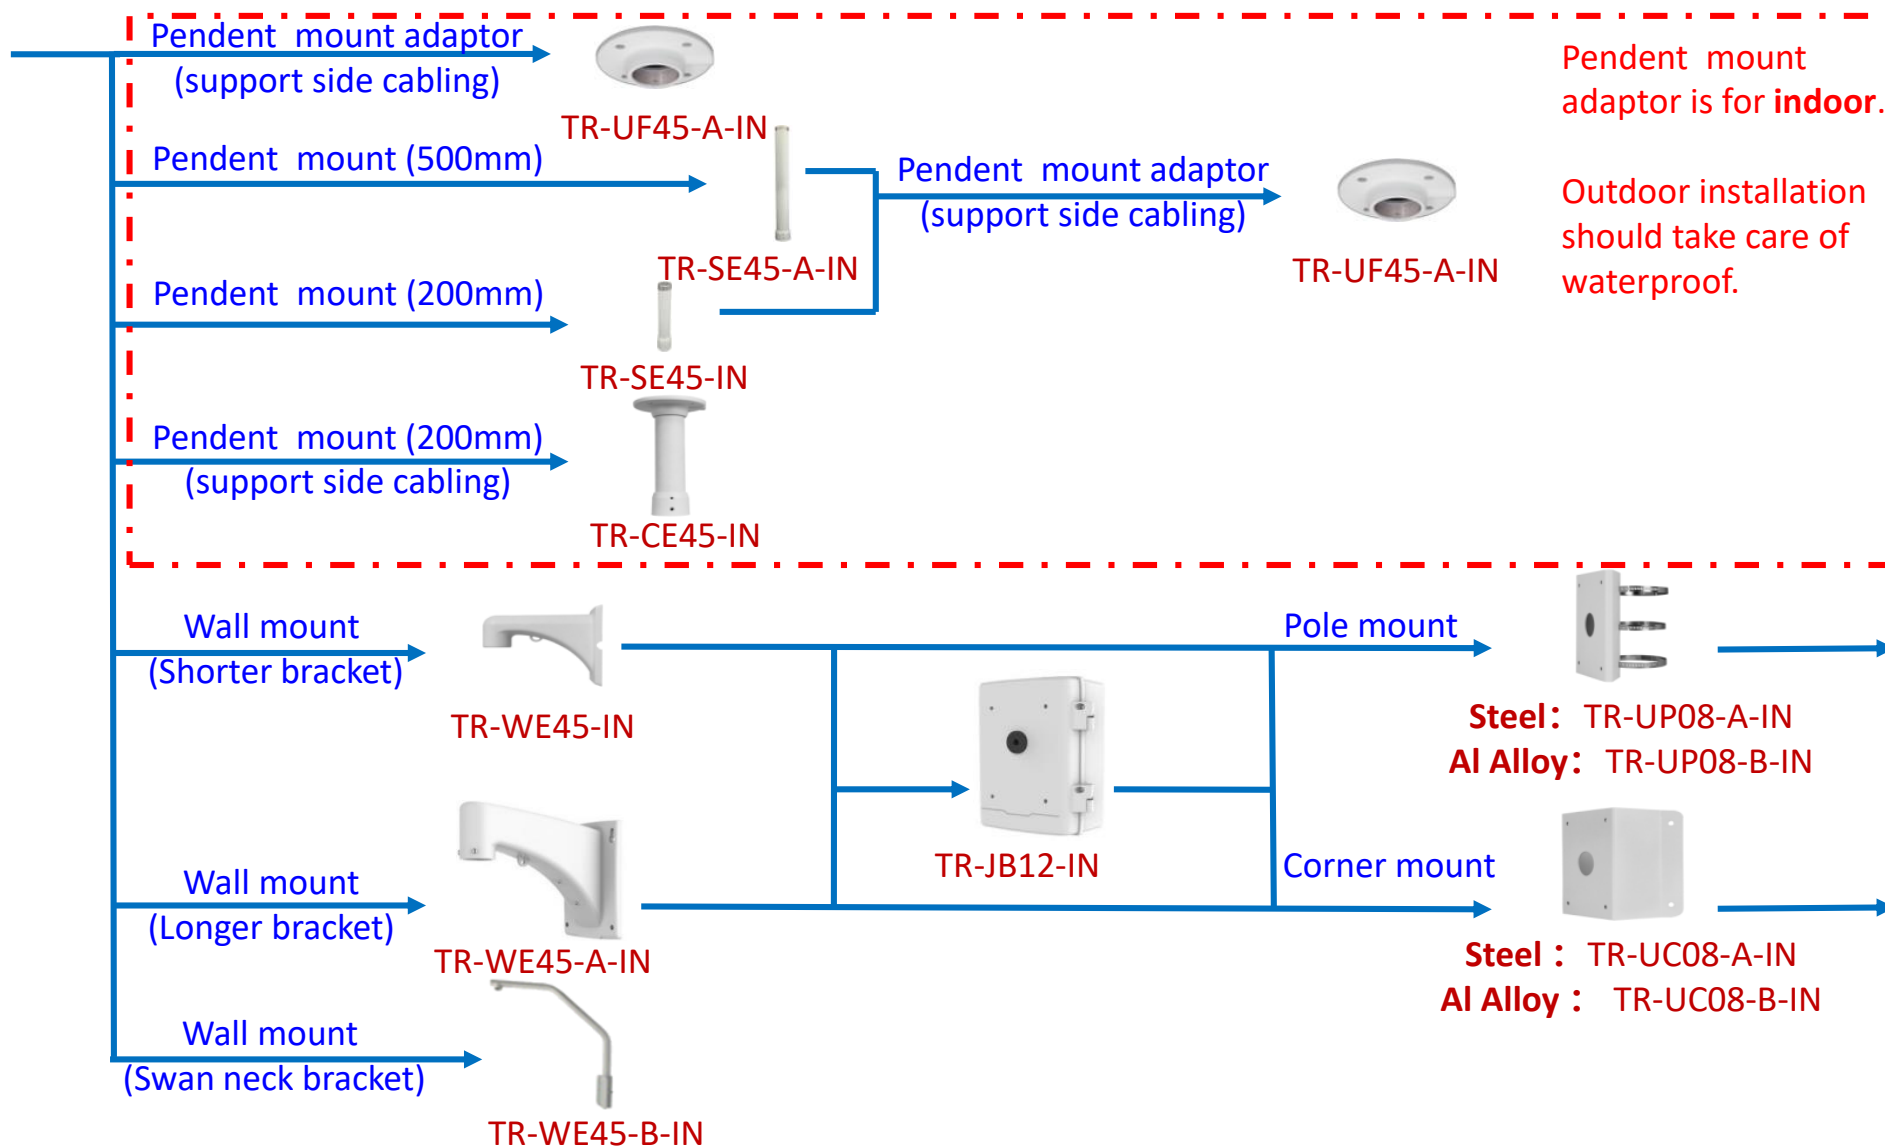 Pendent  mount adaptor
(support side cabling)
TR-UF45-A-IN
Pendent  mount (500mm)
TR-SE45-A-IN
Pendent  mount adaptor
(support side cabling)
TR-UF45-A-IN
Pendent  mount
adaptor is for indoor.
Outdoor installation
should take care of
waterproof.
Pendent  mount (200mm)
TR-SE45-IN
Pendent  mount (200mm)
(support side cabling)
TR-CE45-IN
Wall mount
(Shorter bracket)
TR-WE45-IN
Pole mount
Steel： TR-UP08-A-IN
Al Alloy： TR-UP08-B-IN
TR-JB12-IN
Wall mount
(Longer bracket)
TR-WE45-A-IN
Corner mount
Steel ： TR-UC08-A-IN
Al Alloy ： TR-UC08-B-IN
Wall mount
(Swan neck bracket)
TR-WE45-B-IN